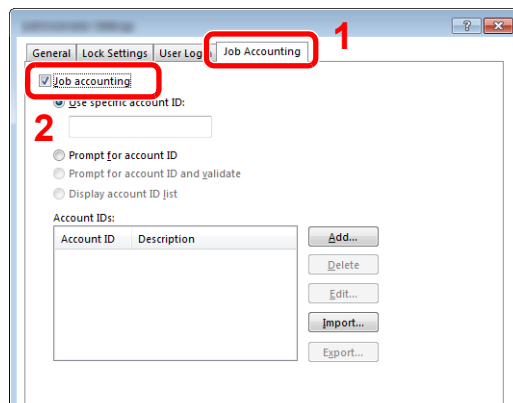 1
General Lock Settings User Login Job Accounting
Job accounting
2
Use specific account ID:
Prompt for account ID
Prompt for account ID and validate
Display account ID list
Account IDs:
Account ID Description
Add...
Delete
Edit...
Import...
Export...